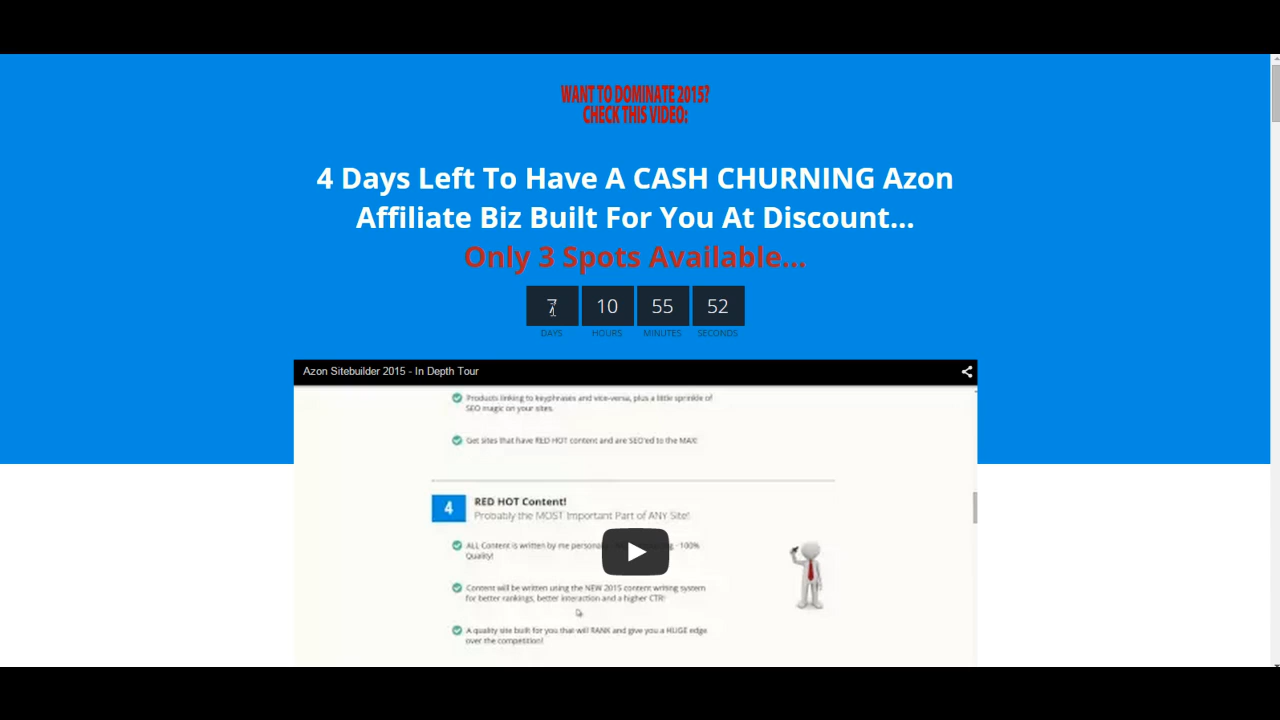 WANT TO DOMINATE 2015?
CHECK THIS VIDEO:
4 Days Left To Have A CASH CHURNING Azon
Affiliate Biz Built For You At Discount...
Only 3 Spots Available...
7 10 55 52
DAYS HOURS MINUTES SECONDS
Azon Sitebuilder 2015 - In Depth Tour
Products linking to keyphrases and vice-versa, plus a little sprinkle of
SEO magic on your sites.
Get sites that have RED HOT content and are SEO'ed to the MAX!
4 RED HOT Content!
Probably the MOST Important Part of ANY Site!
ALL Content is written by me - 100%
Quality!
Content will be written using the NEW 2015 content writing system
for better rankings, better interaction and a higher CTR!
A quality site built for you that will RANK and give you a HUGE edge
over the competition!